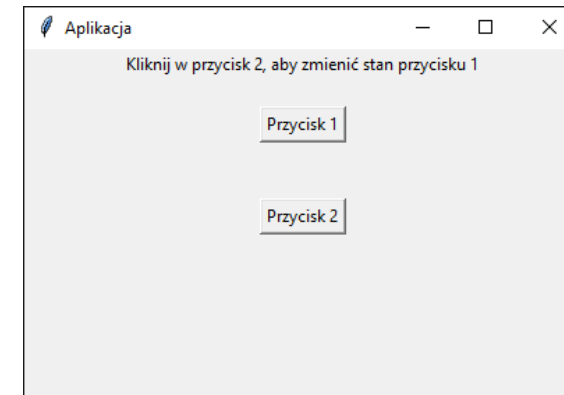 Aplikacja
Kliknij w przycisk 2, aby zmienić stan przycisku 1
Przycisk 1
Przycisk 2